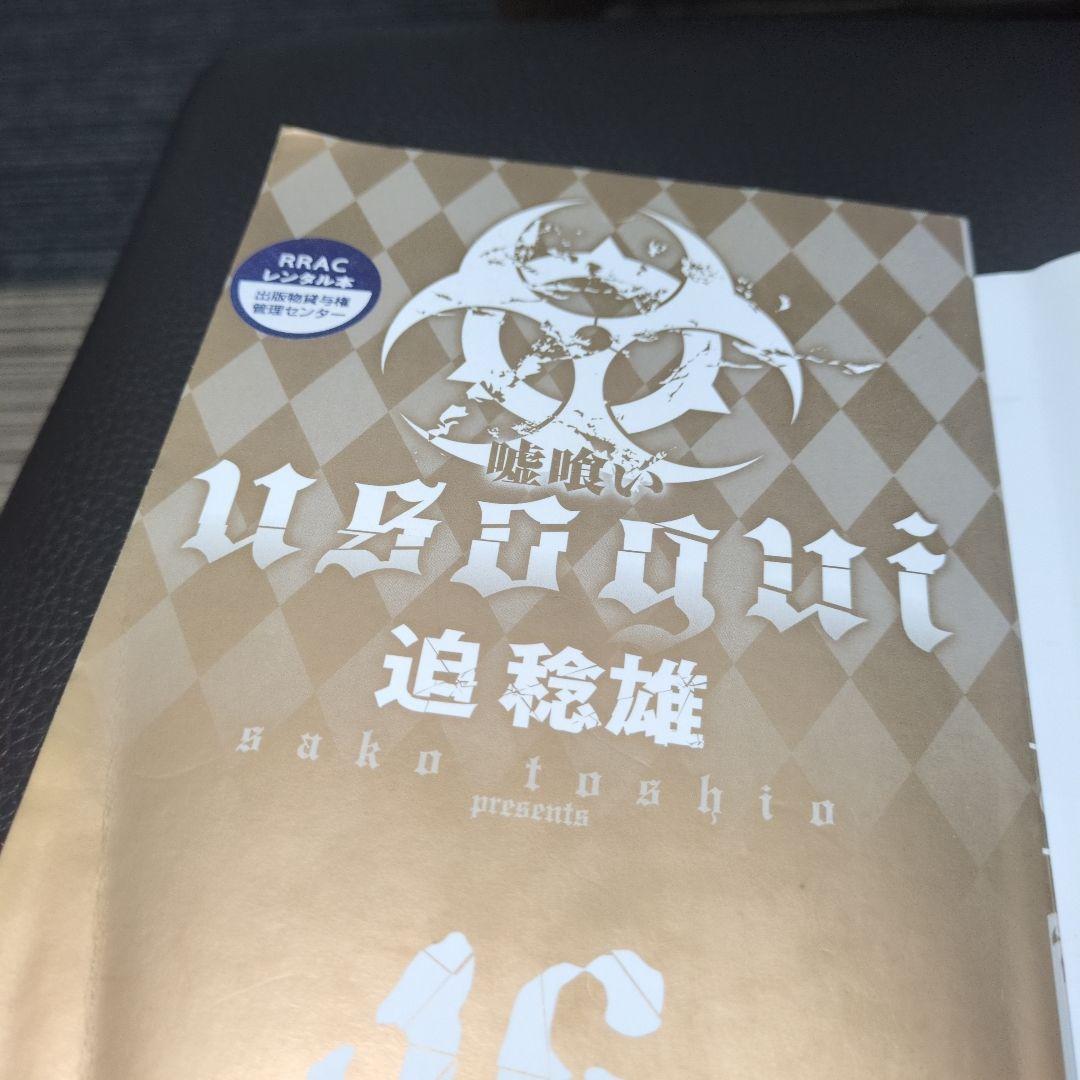 RRAC
レンタル本
出版物貸与権
管理センター
嘘喰い
usogui
迫稔雄
sako toshio
presents